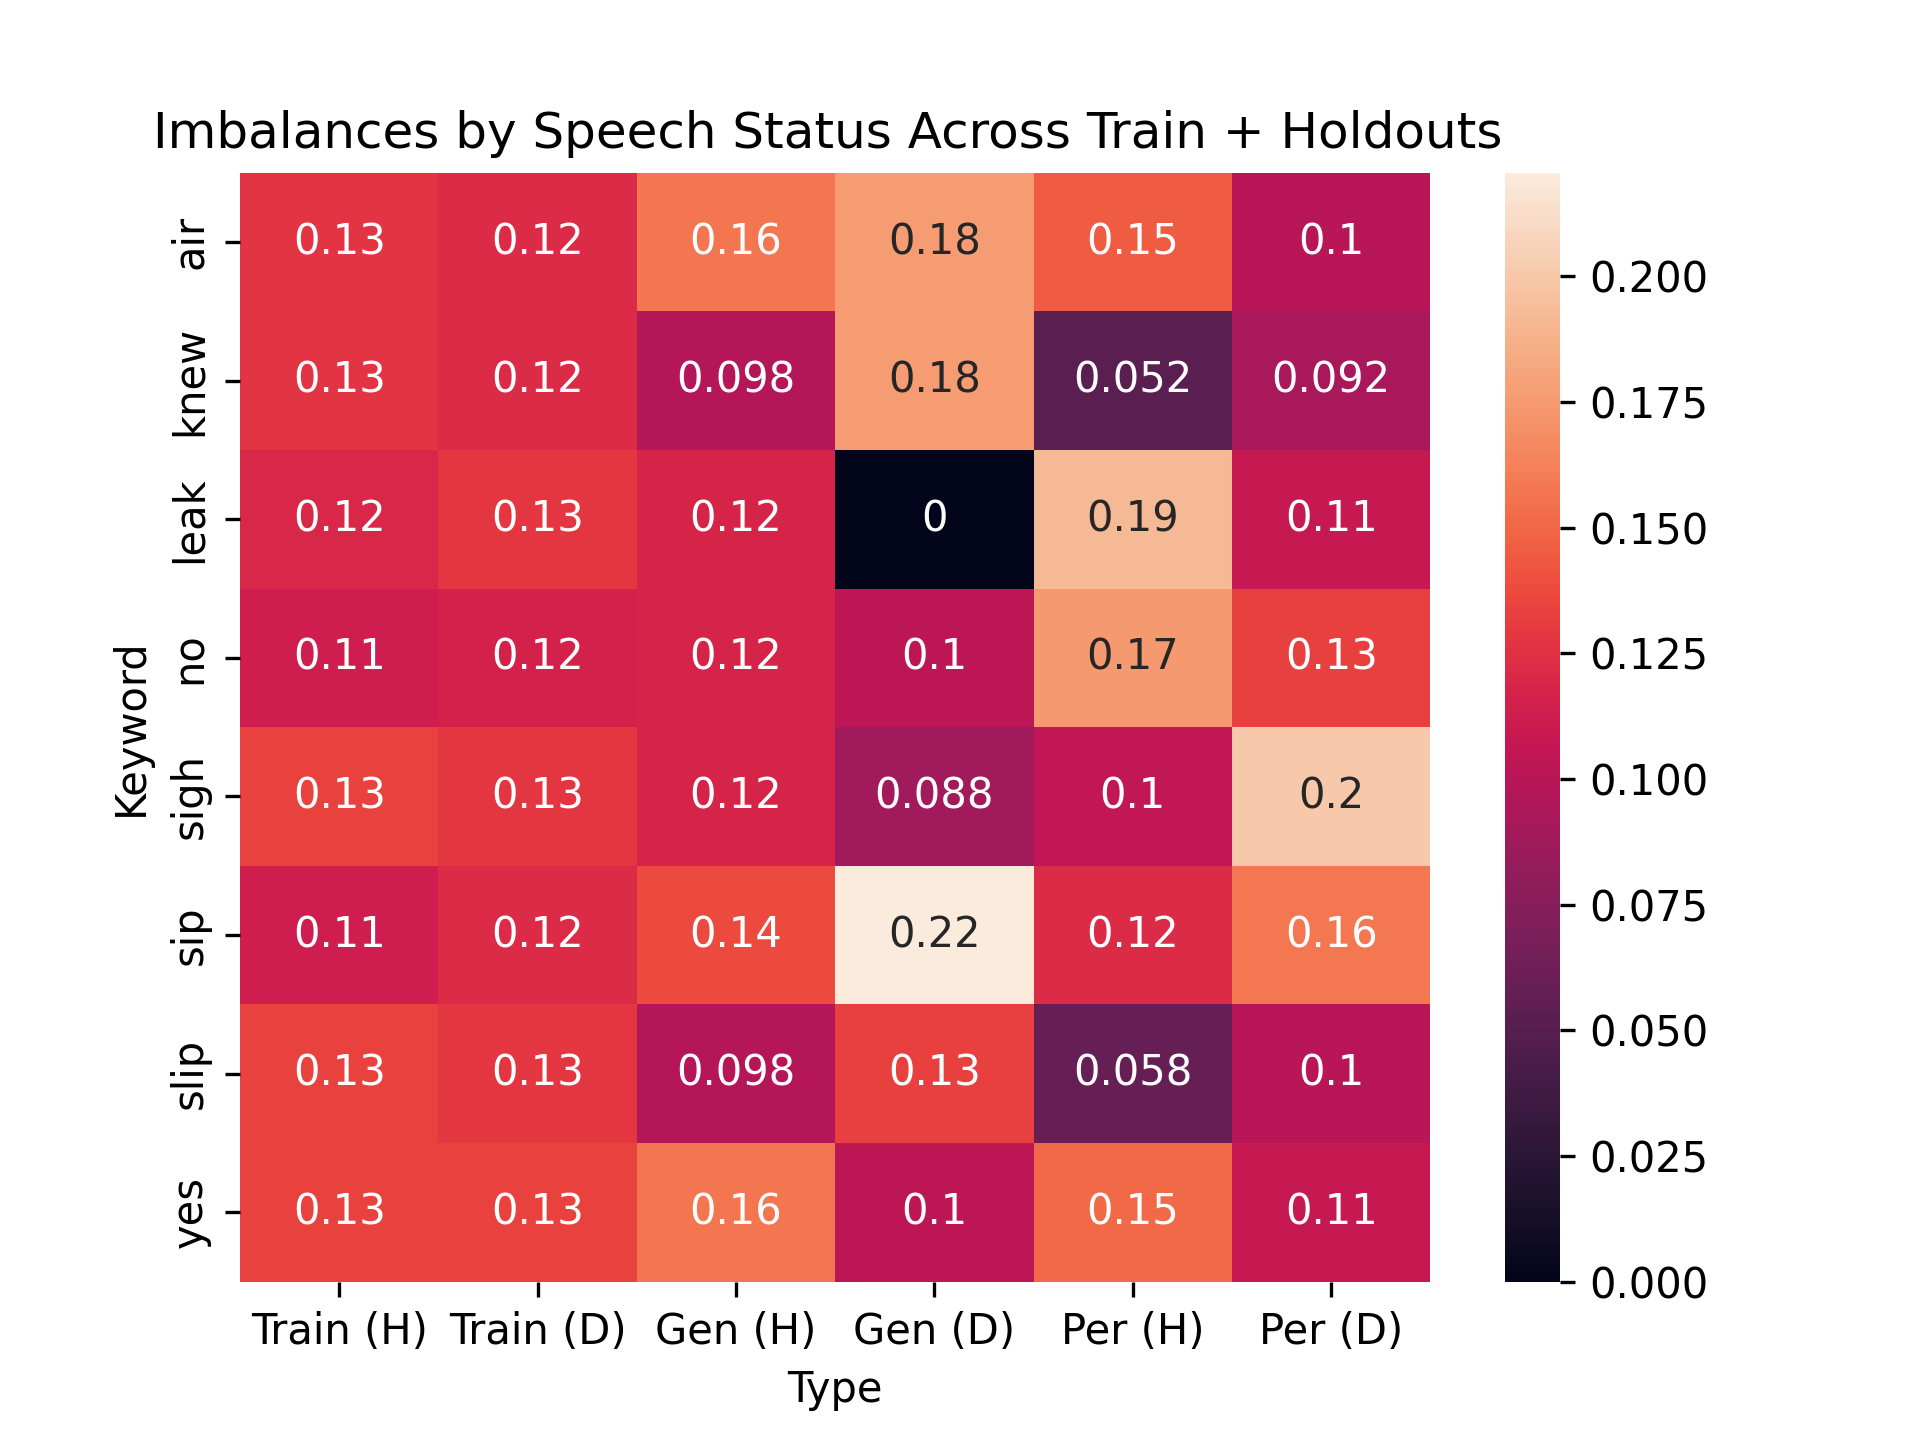 Imbalances by Speech Status Across Train + Holdouts
Keyword
air 0.13 0.12 0.16 0.18 0.15 0.1
knew 0.13 0.12 0.098 0.18 0.052 0.092
leak 0.12 0.13 0.12 0 0.19 0.11
no 0.11 0.12 0.12 0.1 0.17 0.13
sigh 0.13 0.13 0.12 0.088 0.1 0.2
sip 0.11 0.12 0.14 0.22 0.12 0.16
slip 0.13 0.13 0.098 0.13 0.058 0.1
yes 0.13 0.13 0.16 0.1 0.15 0.11
Train (H) Train (D) Gen (H) Gen (D) Per (H) Per (D)
Type
0.200
0.175
0.150
0.125
0.100
0.075
0.050
0.025
0.000